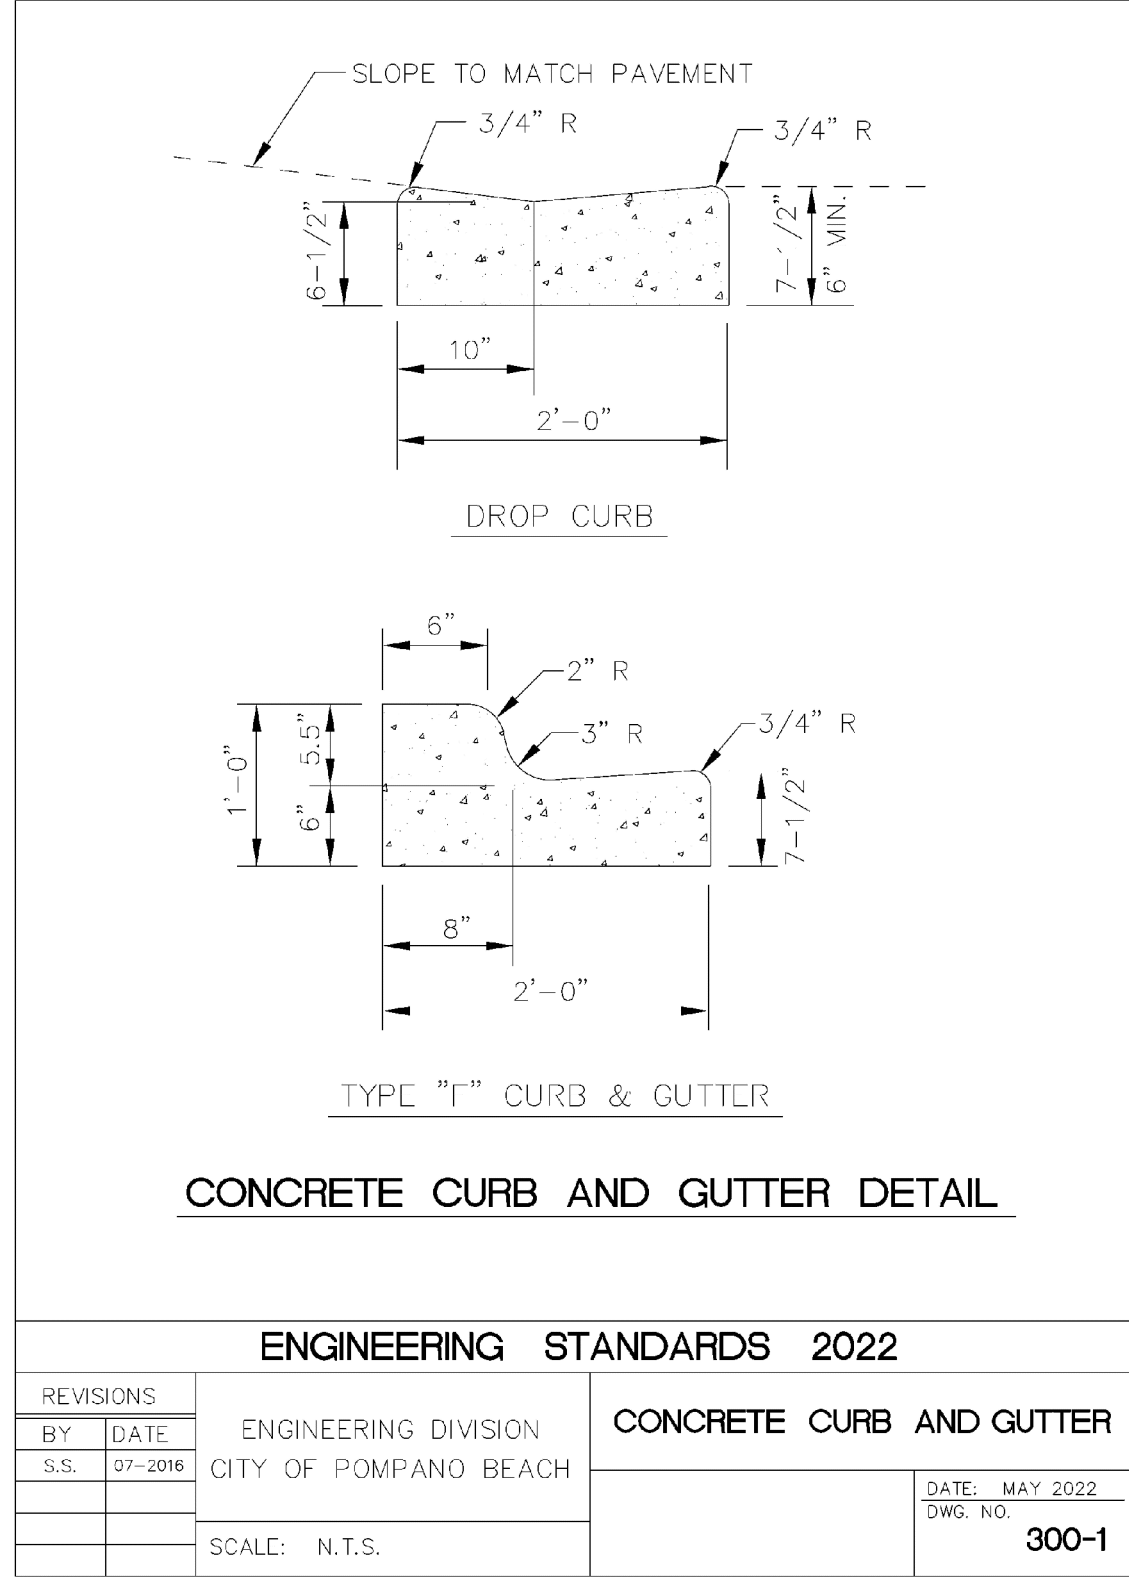 SLOPE TO MATCH PAVEMENT
3/4” R
3/4” R
6-1/2”
7-1/2”
6” MIN.
10”
2’-0”
DROP CURB
6”
2” R
3” R
3/4” R
1’-0”
5.5”
6”
7-1/2”
8”
2’-0”
TYPE ”F” CURB & GUTTER
CONCRETE CURB AND GUTTER DETAIL
ENGINEERING STANDARDS 2022
REVISIONS
BY DATE
S.S. 07-2016
ENGINEERING DIVISION
CITY OF POMPANO BEACH
SCALE: N.T.S.
CONCRETE CURB AND GUTTER
DATE: MAY 2022
DWG. NO.
300-1